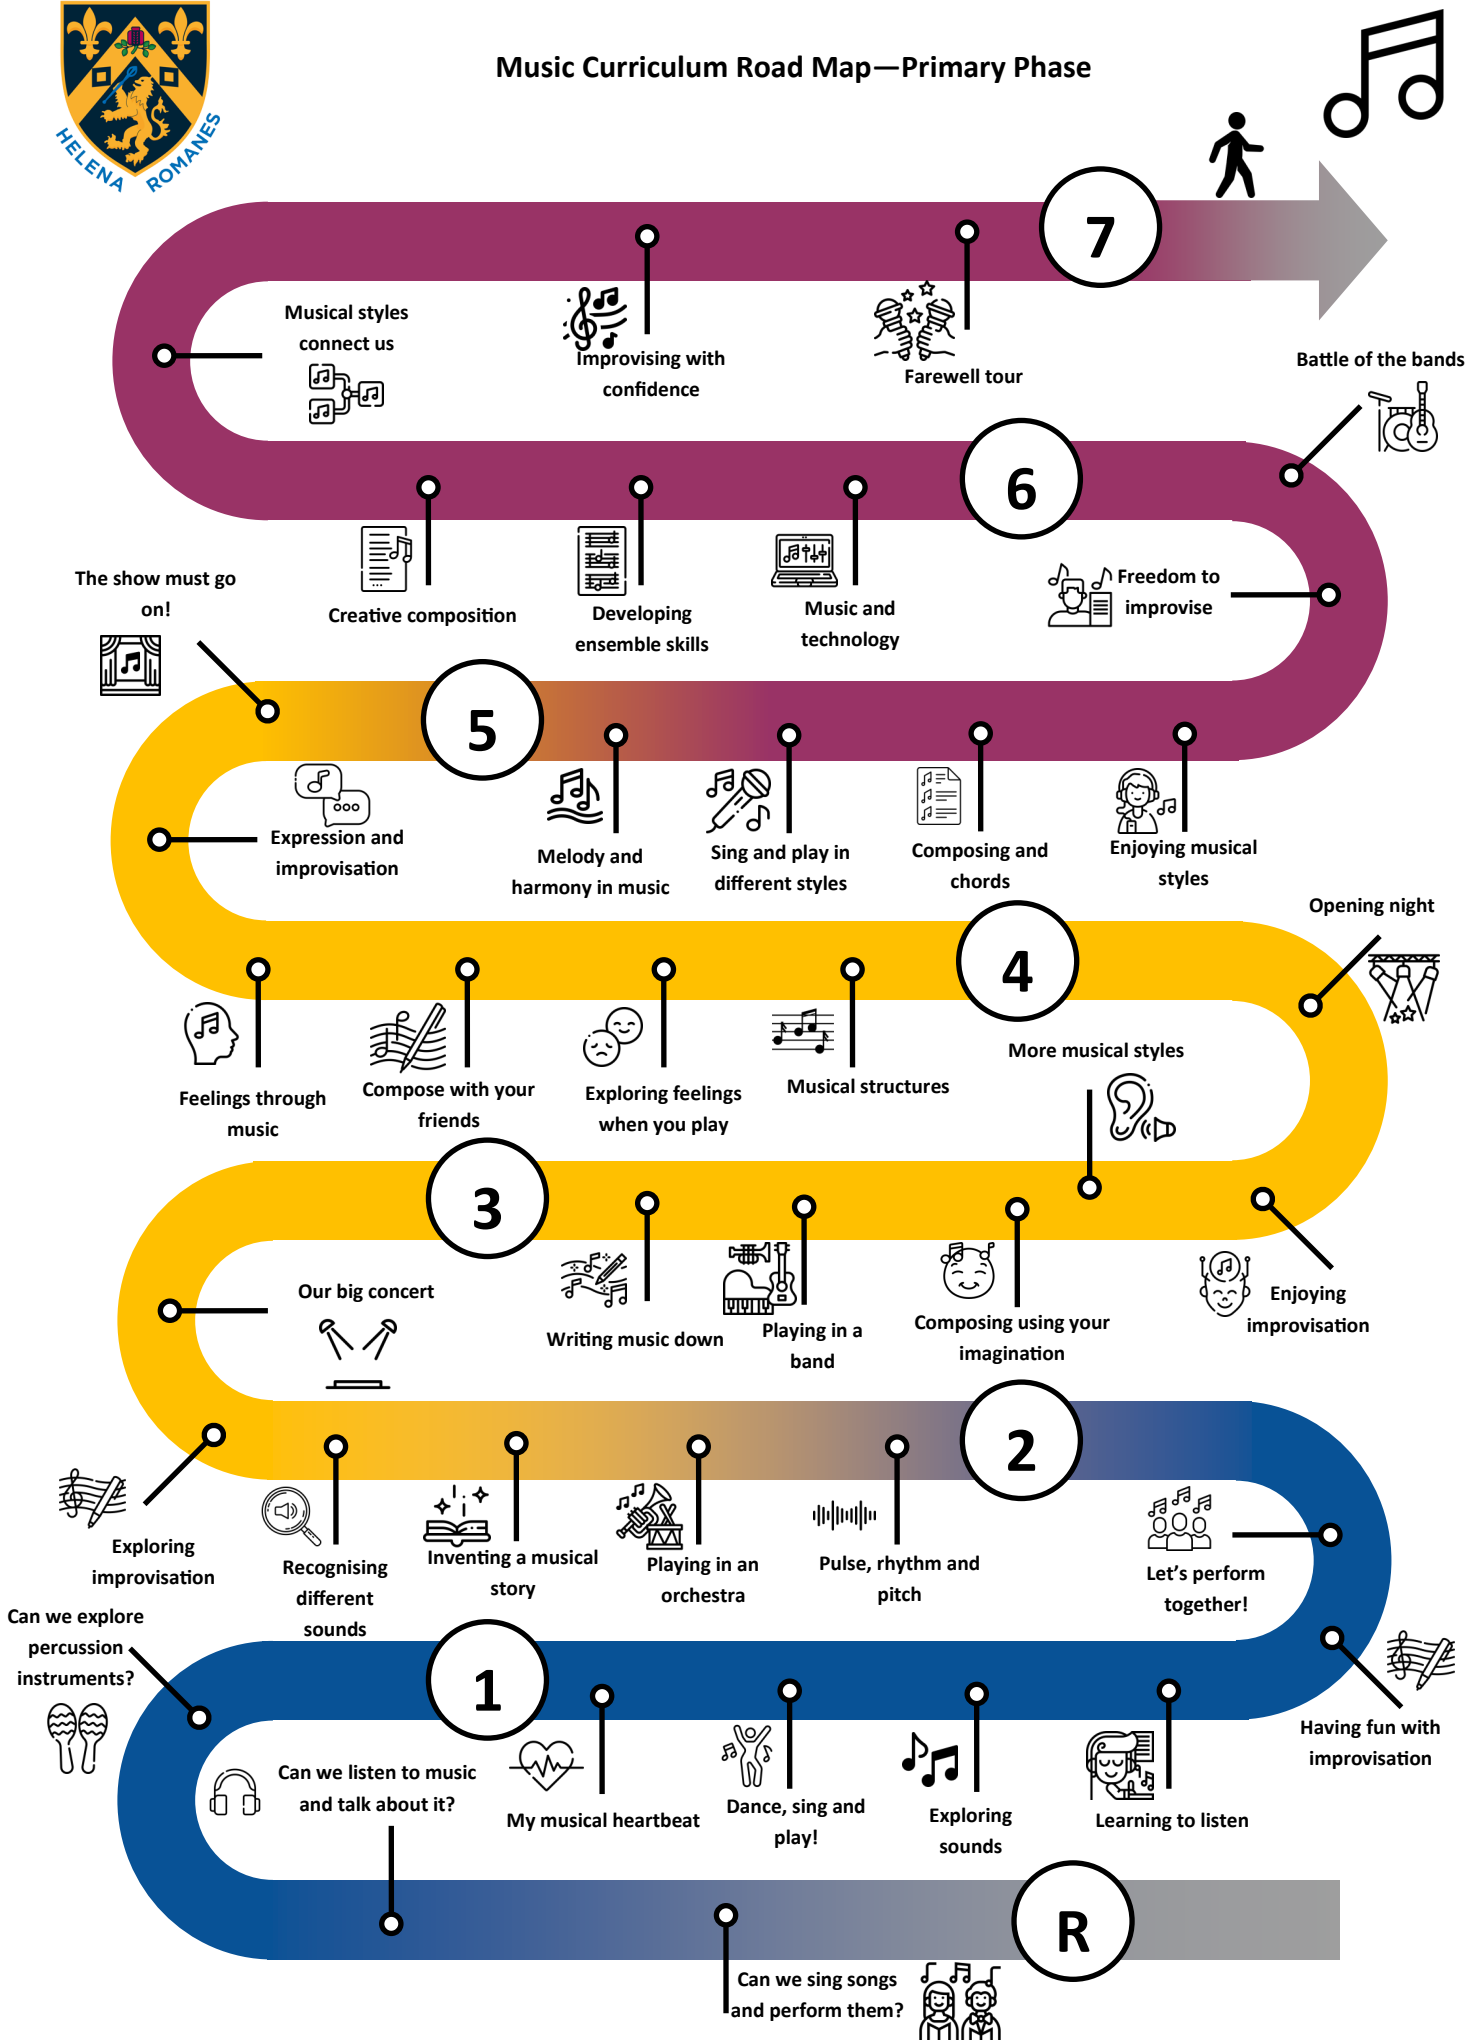 Music Curriculum Road Map—Primary Phase
HELENA ROMANES
7
Musical styles
connect us
Improvising with
confidence
Farewell tour
Battle of the bands
6
Creative composition
Developing
ensemble skills
Music and
technology
Freedom to
improvise
The show must go
on!
5
Expression and
improvisation
Melody and
harmony in music
Sing and play in
different styles
Composing and
chords
Enjoying musical
styles
Opening night
4
Feelings through
music
Compose with your
friends
Exploring feelings
when you play
Musical structures
More musical styles
3
Our big concert
Writing music down
Playing in a
band
Composing using your
imagination
Enjoying
improvisation
2
Exploring
improvisation
Recognising
different
sounds
Inventing a musical
story
Playing in an
orchestra
Pulse, rhythm and
pitch
Let's perform
together!
Can we explore
percussion
instruments?
1
Having fun with
improvisation
Can we listen to music
and talk about it?
My musical heartbeat
Dance, sing and
play!
Exploring
sounds
Learning to listen
R
Can we sing songs
and perform them?